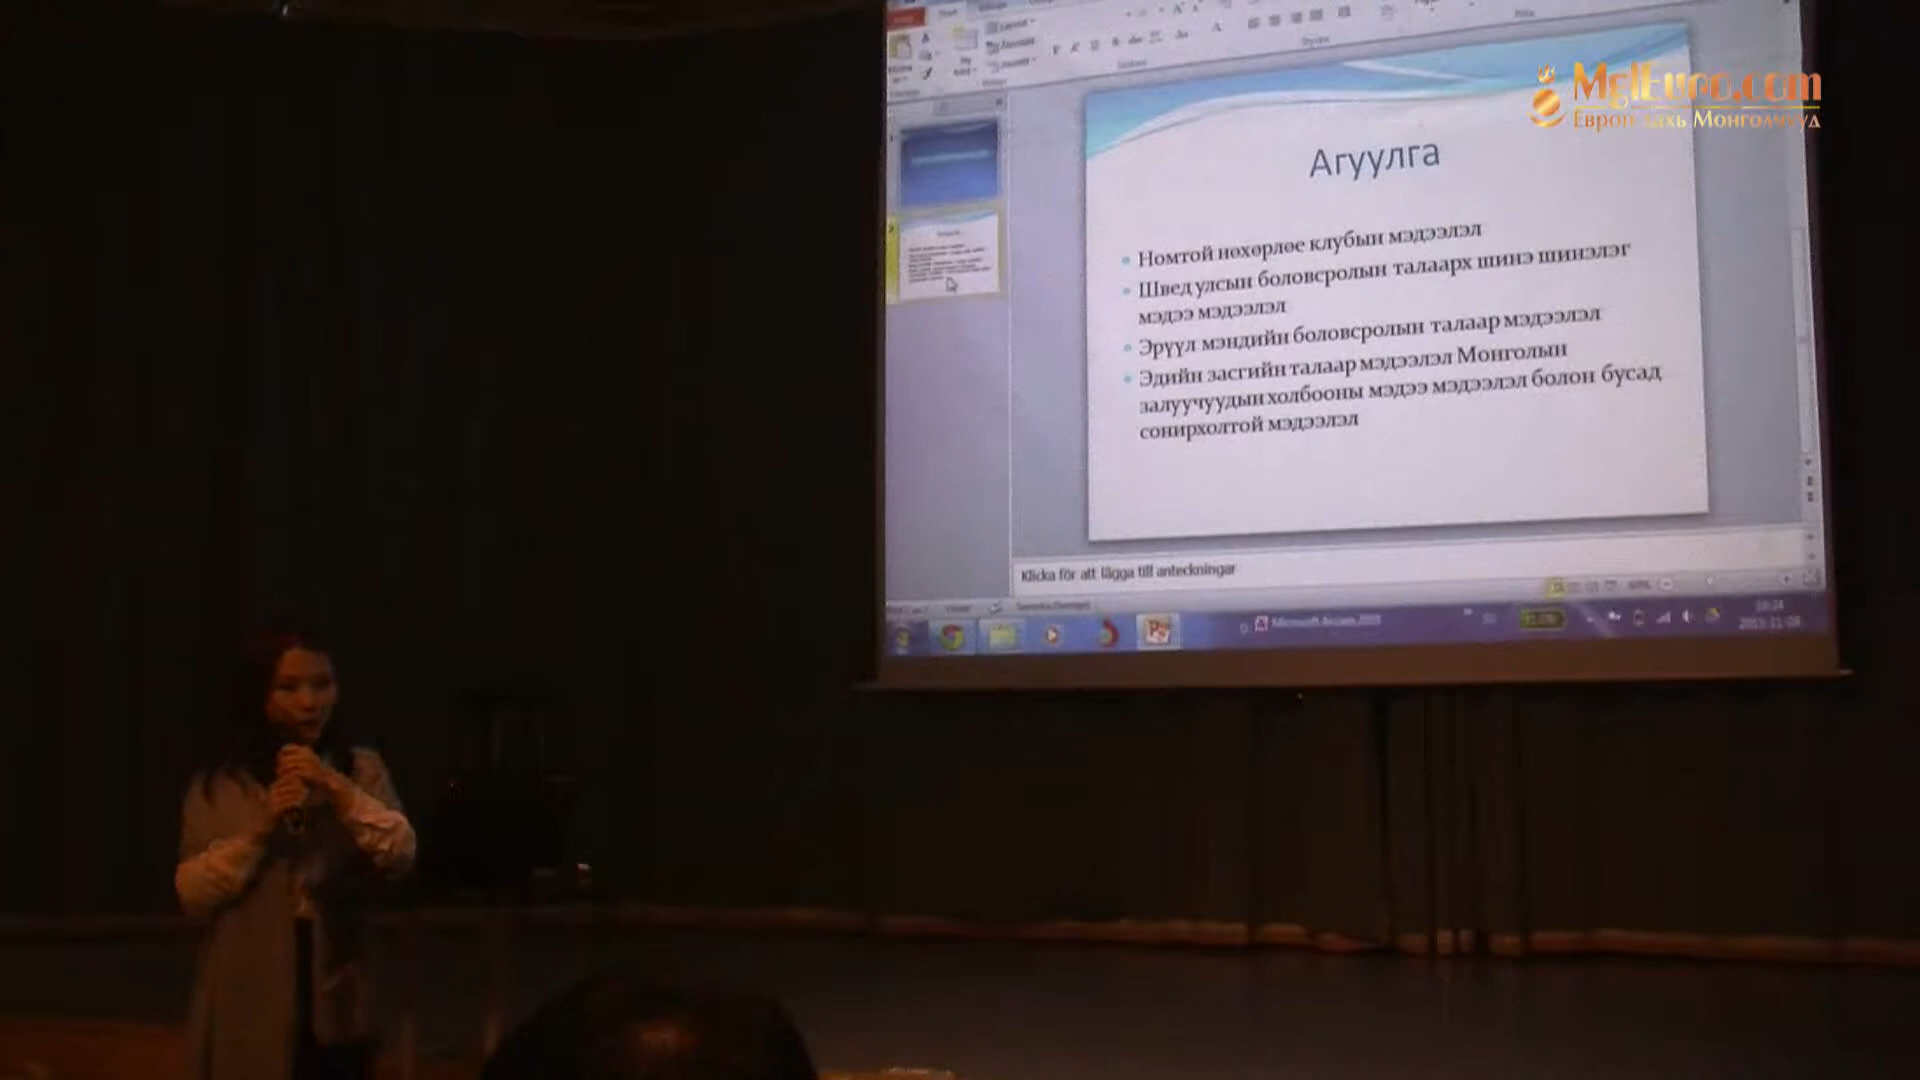 MglEuro.com
Европ дахь Монголчууд
Агуулга
Номтой нөхөрлөе клубын мэдээлэл
Швед улсын боловсролын талаарх шинэ шинэлэг
мэдээ мэдээлэл
Эрүүл мэндийн боловсролын талаар мэдээлэл
Эдийн засгийн талаар мэдээлэл Монголын
залуучуудын холбооны мэдээ мэдээлэл болон бусад
сонирхолтой мэдээлэл
Klicka för att lägga till anteckningar